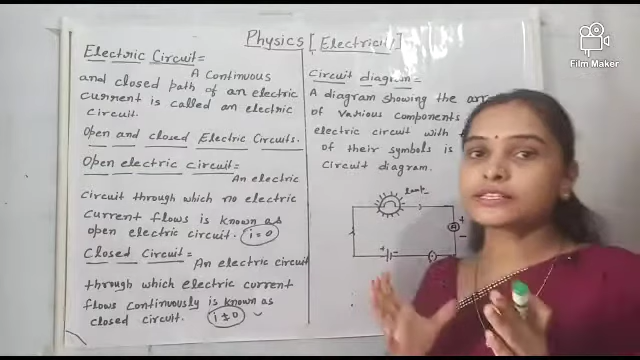 Physics [Electricity]
Electric Circuit =
A Continuous
and closed path of an electric
current is called an electric
circuit.
Open and closed Electric Circuits.
Open electric circuit =
An electric
circuit through which no electric
current flows is known as
open electric circuit. i = 0
Closed Circuit =
An electric circuit
through which electric current
flows continuously is known as
closed circuit. i ≠ 0
Circuit diagram =
A diagram showing the
of various components
electric circuit with
of their symbols is
circuit diagram.
+
A
-
+
Film Maker